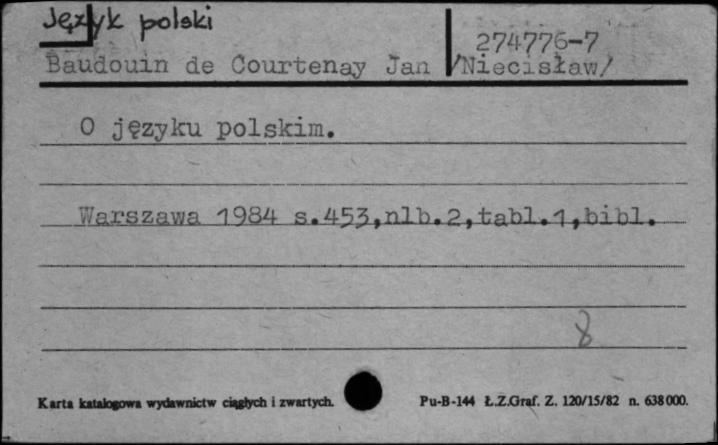 Język polski
274776-7
Baudouin de Courtenay Jan /Niecisław/
O języku polskim.
Warszawa 1984 s.453,nlb.2,tabl.1,bibl.
8
Karta katalogowa wydawnictw ciągłych i zwartych.
Pu-B-144 Ł.Z.Graf. Z. 120/15/82 n. 638000.